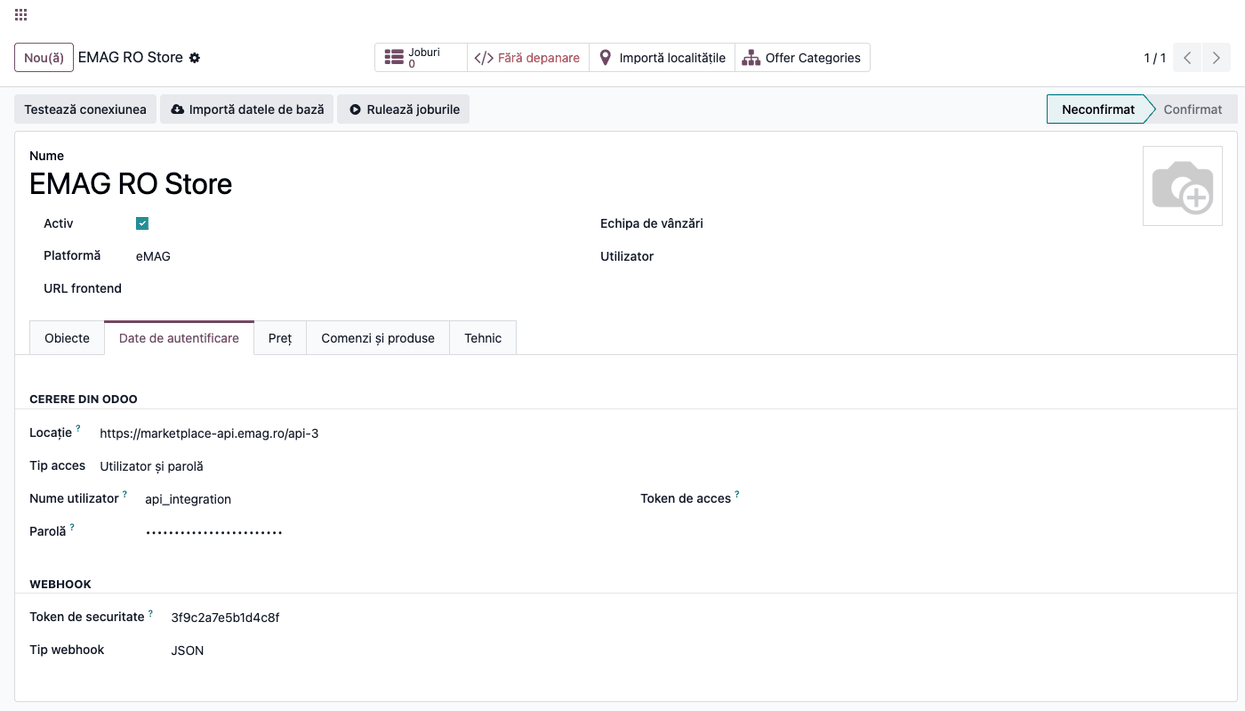 Nou(ă) EMAG RO Store
Joburi
0
Fără depanare
Importă localitățile
Offer Categories
1 / 1
Testează conexiunea
Importă datele de bază
Rulează joburile
Neconfirmat
Confirmat
Nume
EMAG RO Store
Activ
Echipa de vânzări
Platformă eMAG
Utilizator
URL frontend
Obiecte Date de autentificare Preț Comenzi și produse Tehnic
CERERE DIN ODOO
Locație ? https://marketplace-api.emag.ro/api-3
Tip acces Utilizator și parolă
Nume utilizator ? api_integration
Token de acces ?
Parolă ? ••••••••••••••••••••••••
WEBHOOK
Token de securitate ? 3f9c2a7e5b1d4c8f
Tip webhook JSON